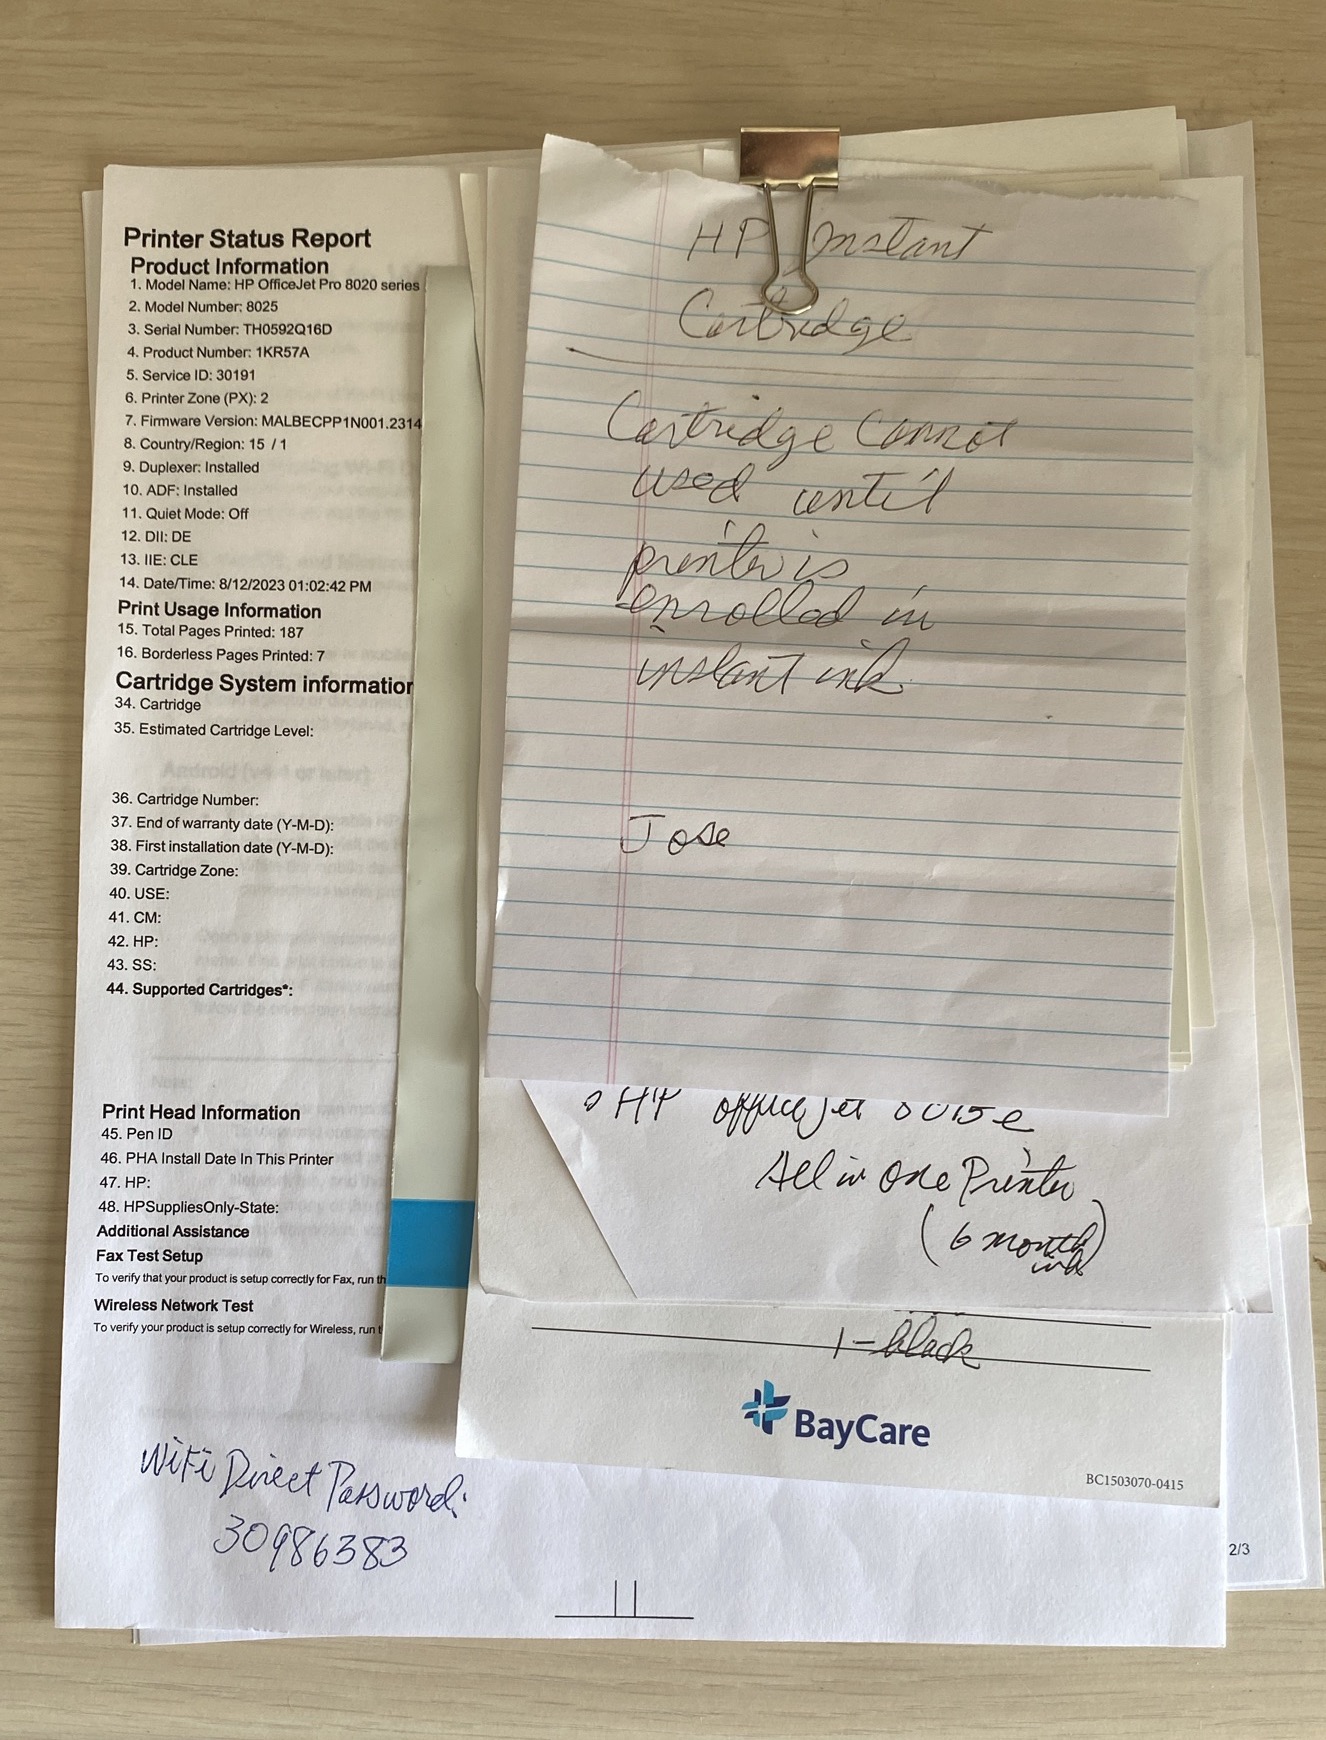 Printer Status Report
Product Information
1. Model Name: HP OfficeJet Pro 8020 series
2. Model Number: 8025
3. Serial Number: TH0592Q16D
4. Product Number: 1KR57A
5. Service ID: 30191
6. Printer Zone (PX): 2
7. Firmware Version: MALBECPP1N001.2314
8. Country/Region: 15 / 1
9. Duplexer: Installed
10. ADF: Installed
11. Quiet Mode: Off
12. DII: DE
13. IIE: CLE
14. Date/Time: 8/12/2023 01:02:42 PM
Print Usage Information
15. Total Pages Printed: 187
16. Borderless Pages Printed: 7
Cartridge System information
34. Cartridge
35. Estimated Cartridge Level:
36. Cartridge Number:
37. End of warranty date (Y-M-D):
38. First installation date (Y-M-D):
39. Cartridge Zone:
40. USE:
41. CM:
42. HP:
43. SS:
44. Supported Cartridges*:
Print Head Information
45. Pen ID
46. PHA Install Date In This Printer
47. HP:
48. HPSuppliesOnly-State:
Additional Assistance
Fax Test Setup
To verify that your product is setup correctly for Fax, run th
Wireless Network Test
To verify your product is setup correctly for Wireless, run t
WiFi Direct Password:
30986383
HP Instant
Cartridge
Cartridge Cannot
used until
printer is
enrolled in
instant ink
Jose
HP officeJet 8015e
All in One Printer
(6 month
ink)
1-black
BayCare
BC1503070-0415
2/3